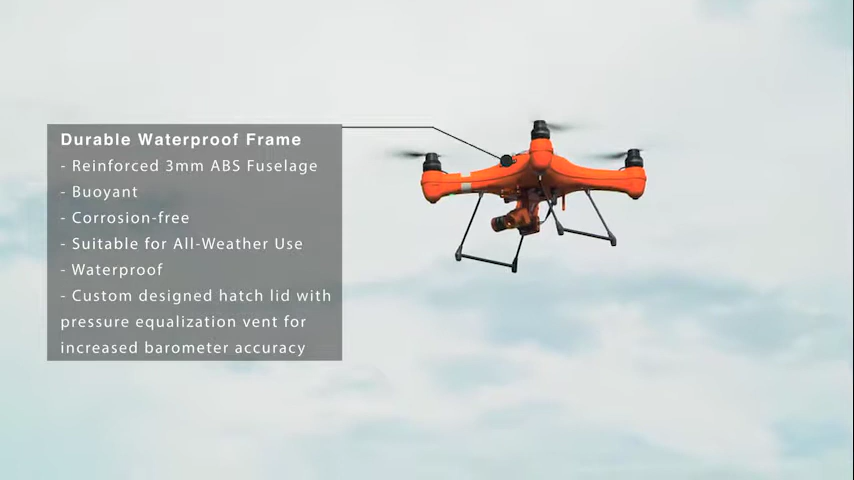 Durable Waterproof Frame
- Reinforced 3mm ABS Fuselage
- Buoyant
- Corrosion-free
- Suitable for All-Weather Use
- Waterproof
- Custom designed hatch lid with
pressure equalization vent for
increased barometer accuracy